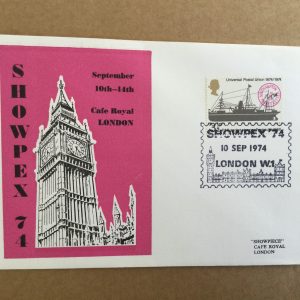 SHOWPEX 74
September
10th-14th
Cafe Royal
LONDON
Universal Postal Union 1874/1974
SHOWPEX '74
10 SEP 1974
LONDON W1
"SHOWPIECE"
CAFE ROYAL
LONDON